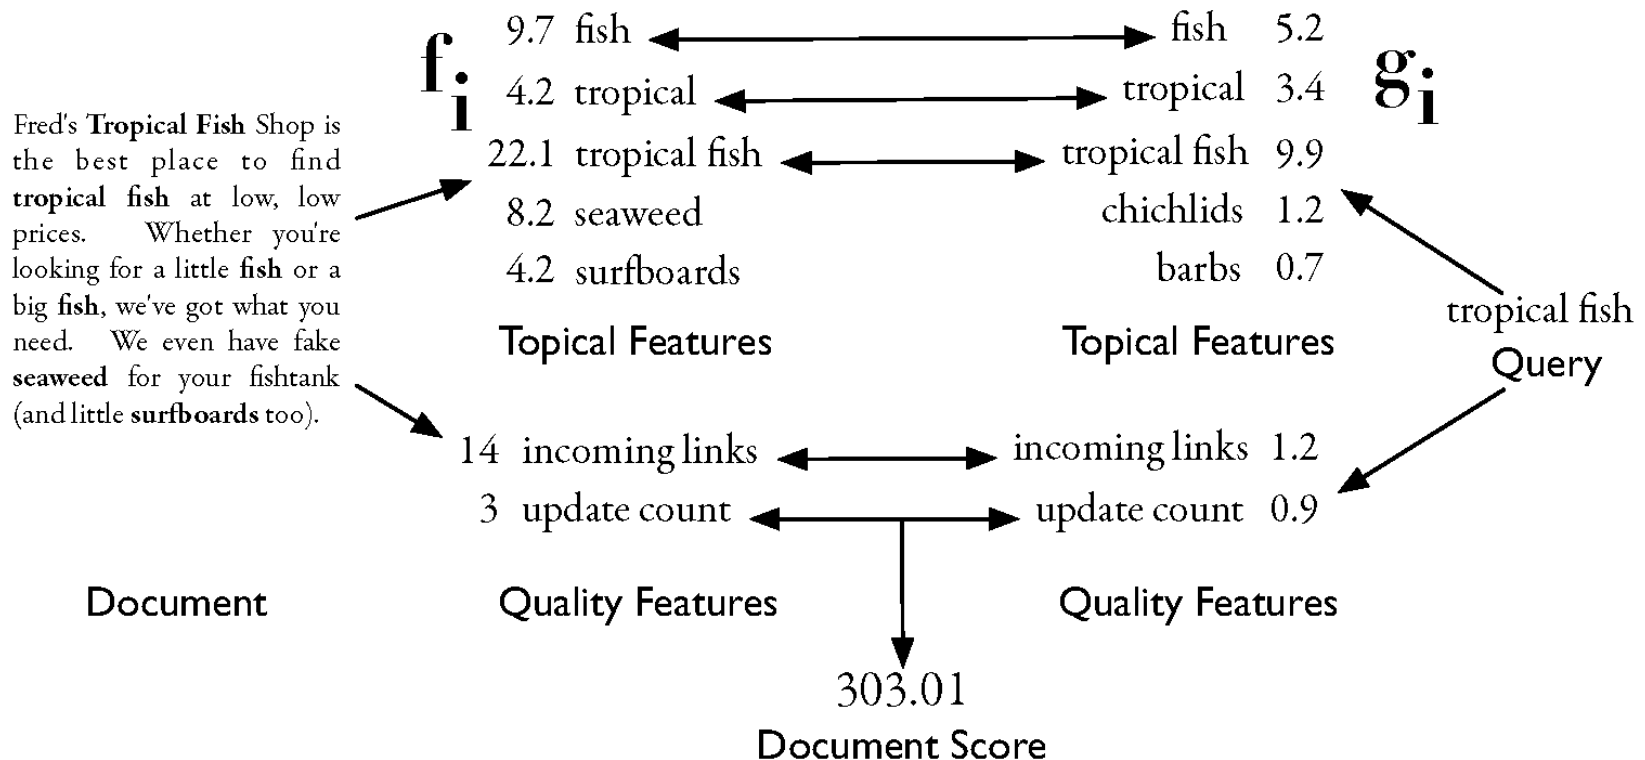 f i
9.7 fish
4.2 tropical
22.1 tropical fish
8.2 seaweed
4.2 surfboards
Topical Features
fish 5.2
tropical 3.4
tropical fish 9.9
chichlids 1.2
barbs 0.7
Topical Features
g i
Fred's Tropical Fish Shop is
the best place to find
tropical fish at low, low
prices. Whether you're
looking for a little fish or a
big fish, we've got what you
need. We even have fake
seaweed for your fishtank
(and little surfboards too).
tropical fish
Query
14 incoming links
3 update count
incoming links 1.2
update count 0.9
Document
Quality Features
Quality Features
303.01
Document Score